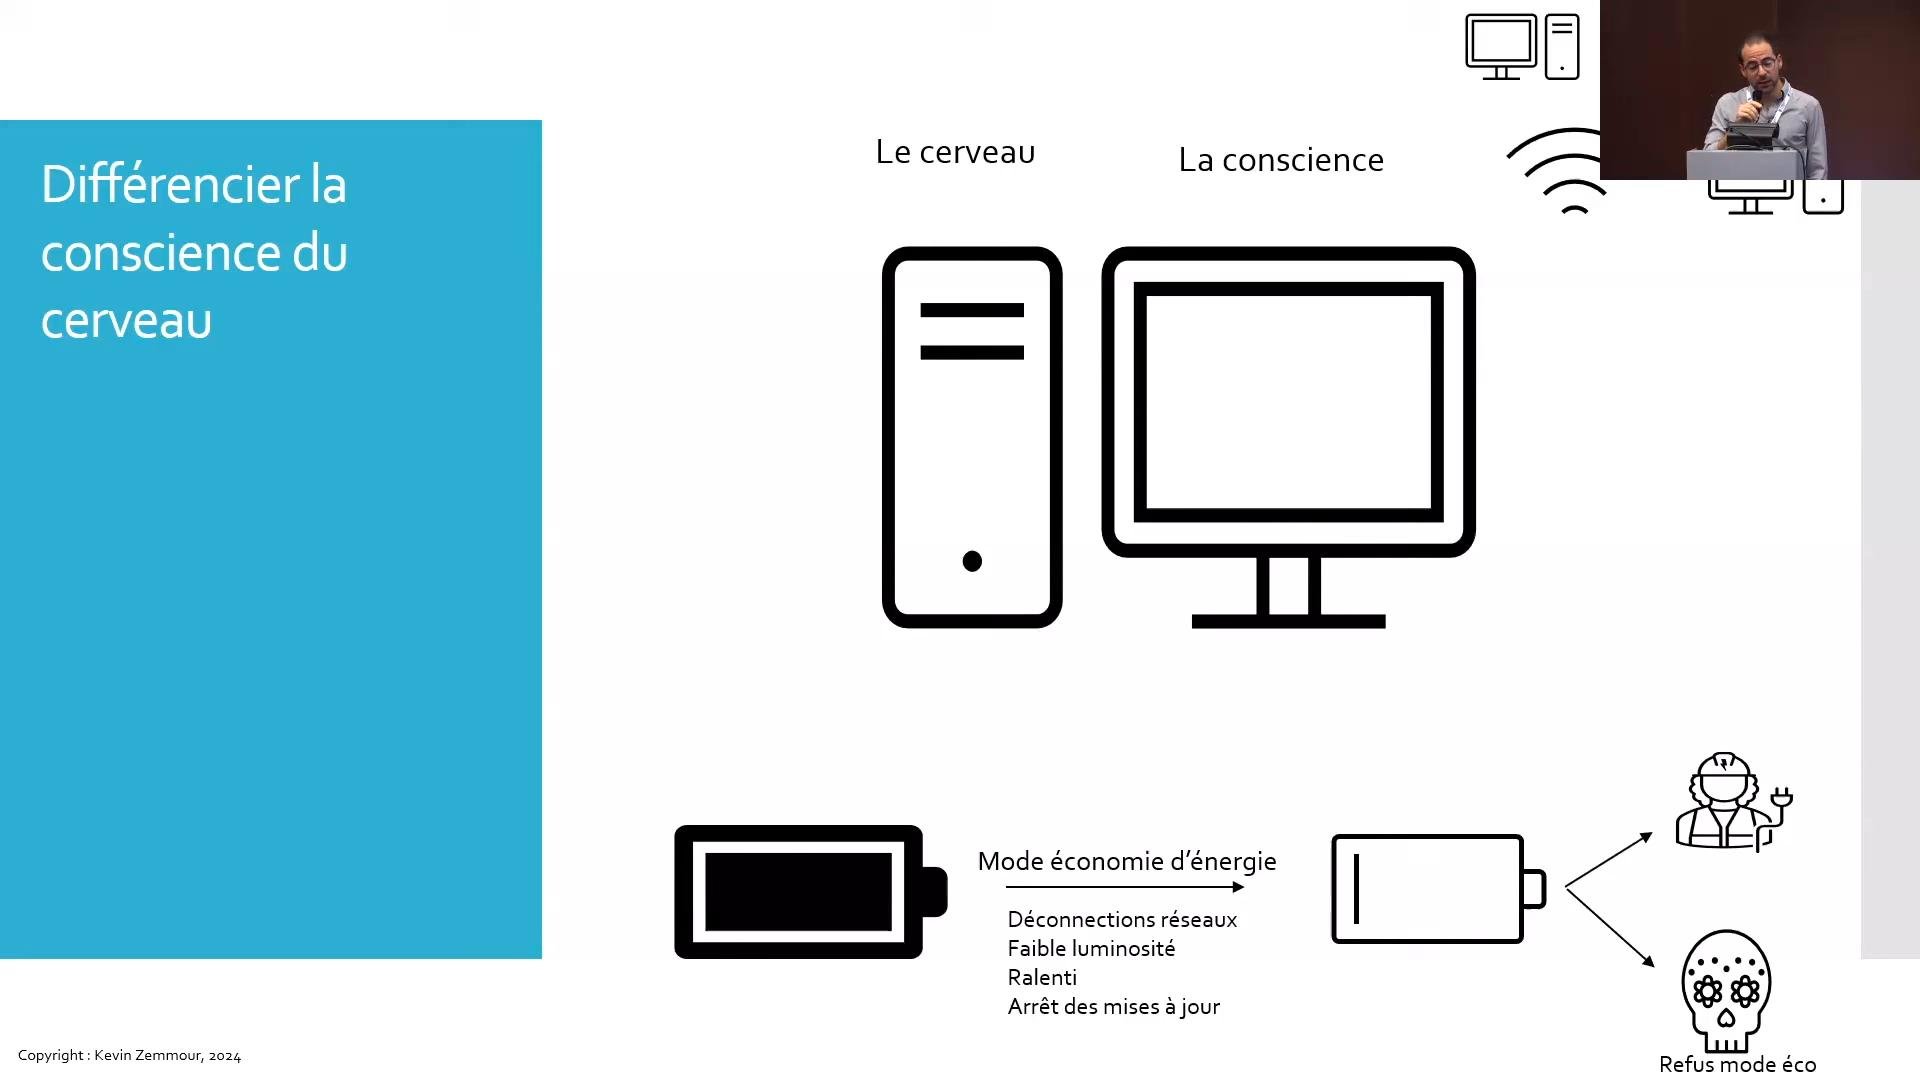 Différencier la
conscience du
cerveau
Le cerveau
La conscience
Mode économie d’énergie
Déconnections réseaux
Faible luminosité
Ralenti
Arrêt des mises à jour
Refus mode éco
Copyright : Kevin Zemmour, 2024